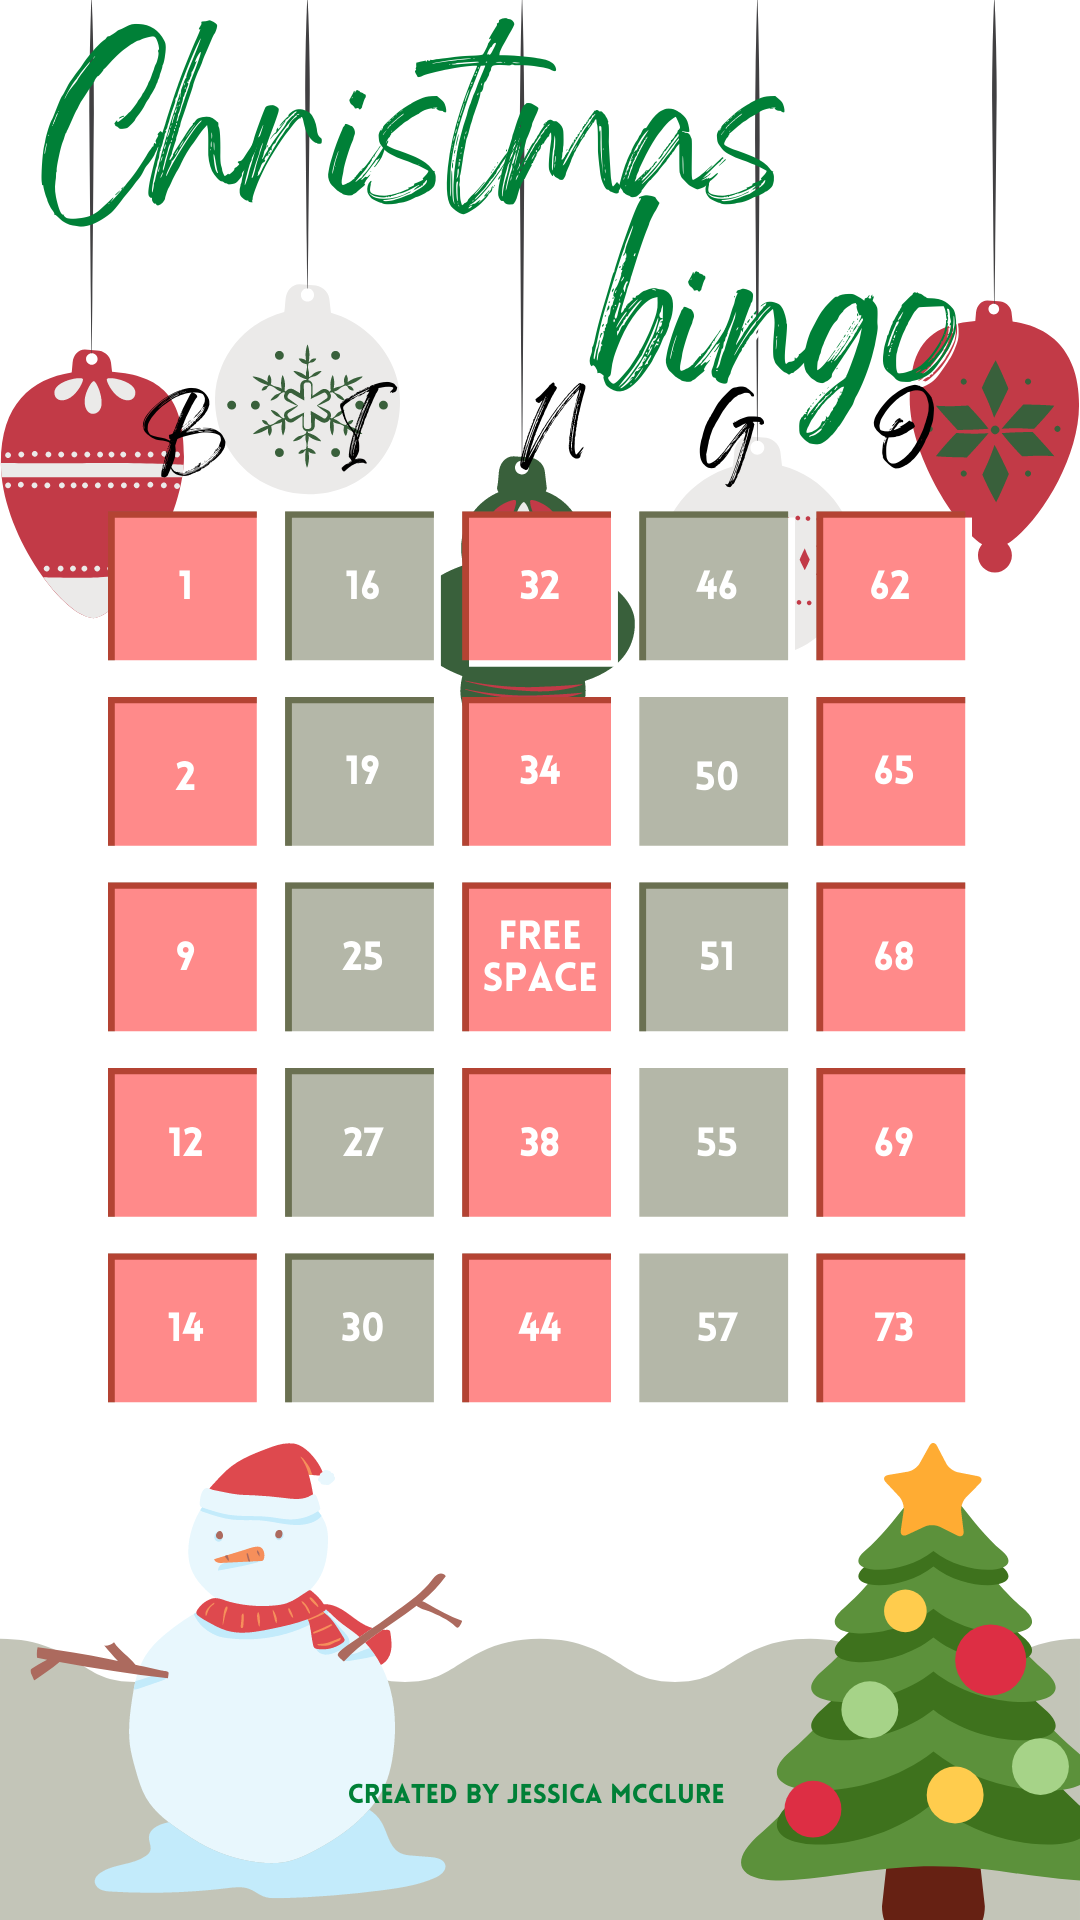 Christmas
bingo
B I N G O
1 16 32 46 62
2 19 34 50 65
9 25 FREE SPACE 51 68
12 27 38 55 69
14 30 44 57 73
CREATED BY JESSICA MCCLURE